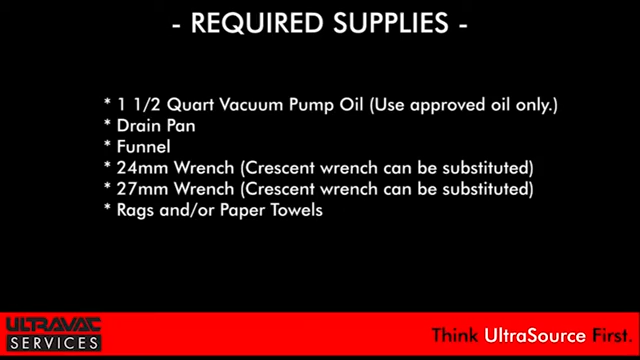 - REQUIRED SUPPLIES -
* 1 1/2 Quart Vacuum Pump Oil (Use approved oil only.)
* Drain Pan
* Funnel
* 24mm Wrench (Crescent wrench can be substituted)
* 27mm Wrench (Crescent wrench can be substituted)
* Rags and/or Paper Towels
ULTRAVAC
SERVICES
Think UltraSource First.